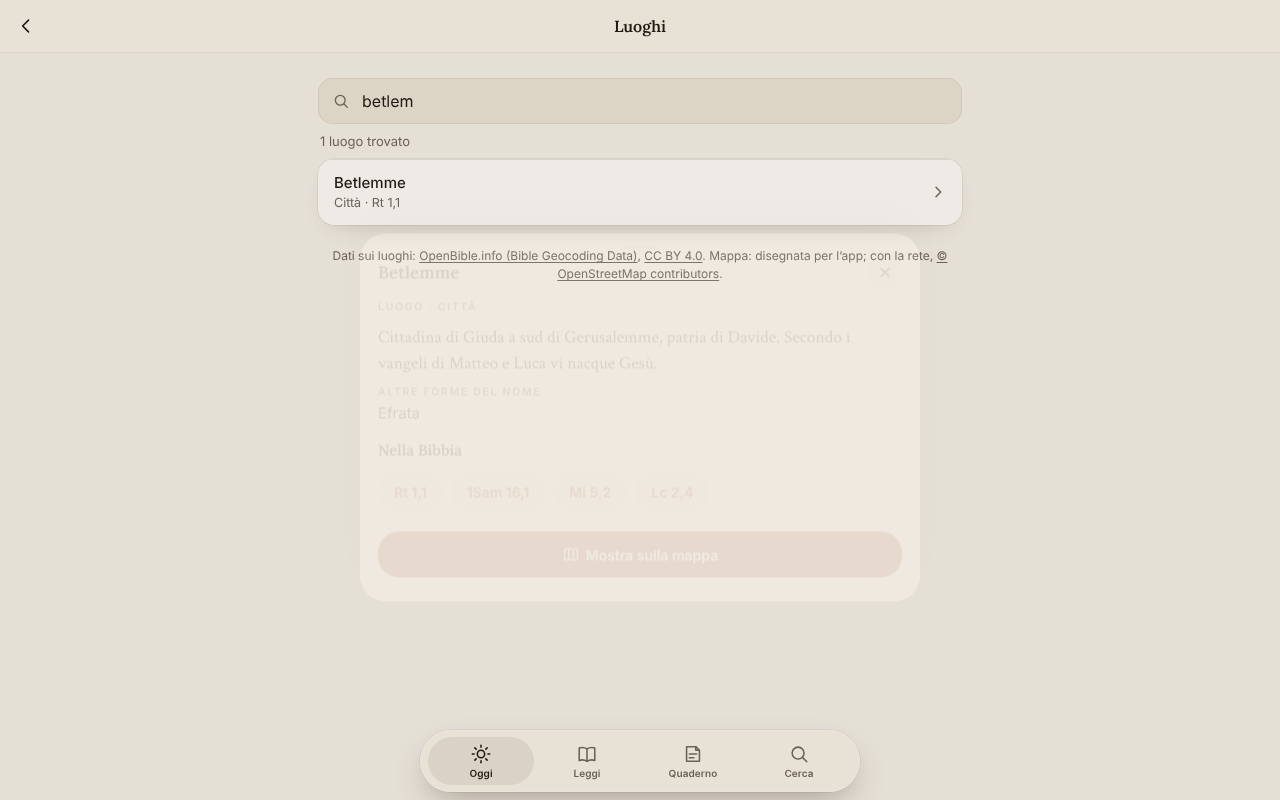 Luoghi
betlem
1 luogo trovato
Betlemme
Città · Rt 1,1
Dati sui luoghi: OpenBible.info (Bible Geocoding Data), CC BY 4.0. Mappa: disegnata per l’app; con la rete, ©
OpenStreetMap contributors.
Betlemme
LUOGO · CITTÀ
Cittadina di Giuda a sud di Gerusalemme, patria di Davide. Secondo i
vangeli di Matteo e Luca vi nacque Gesù.
ALTRE FORME DEL NOME
Efrata
Nella Bibbia
Rt 1,1 1Sam 16,1 Mi 5,2 Lc 2,4
Mostra sulla mappa
Oggi Leggi Quaderno Cerca